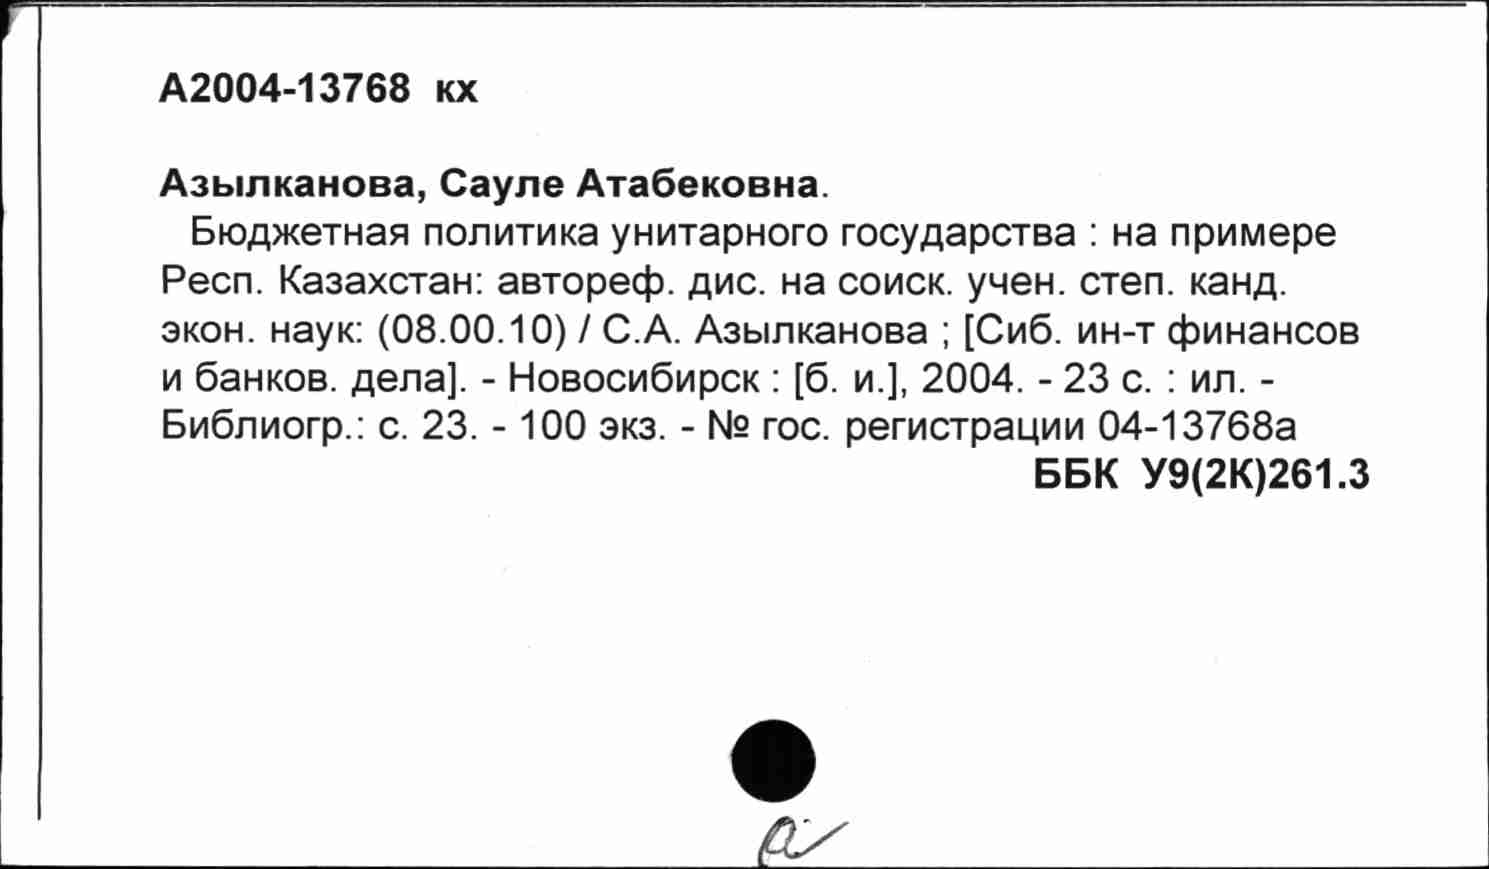 А2004-13768 кх
Азылканова, Сауле Атабековна.
Бюджетная политика унитарного государства : на примере
Респ. Казахстан: автореф. дис. на соиск. учен. степ. канд.
экон. наук: (08.00.10) / С.А. Азылканова ; [Сиб. ин-т финансов
и банков. дела]. - Новосибирск : [б. и.], 2004. - 23 с. : ил. -
Библиогр.: с. 23. - 100 экз. - № гос. регистрации 04-13768а
ББК У9(2К)261.3